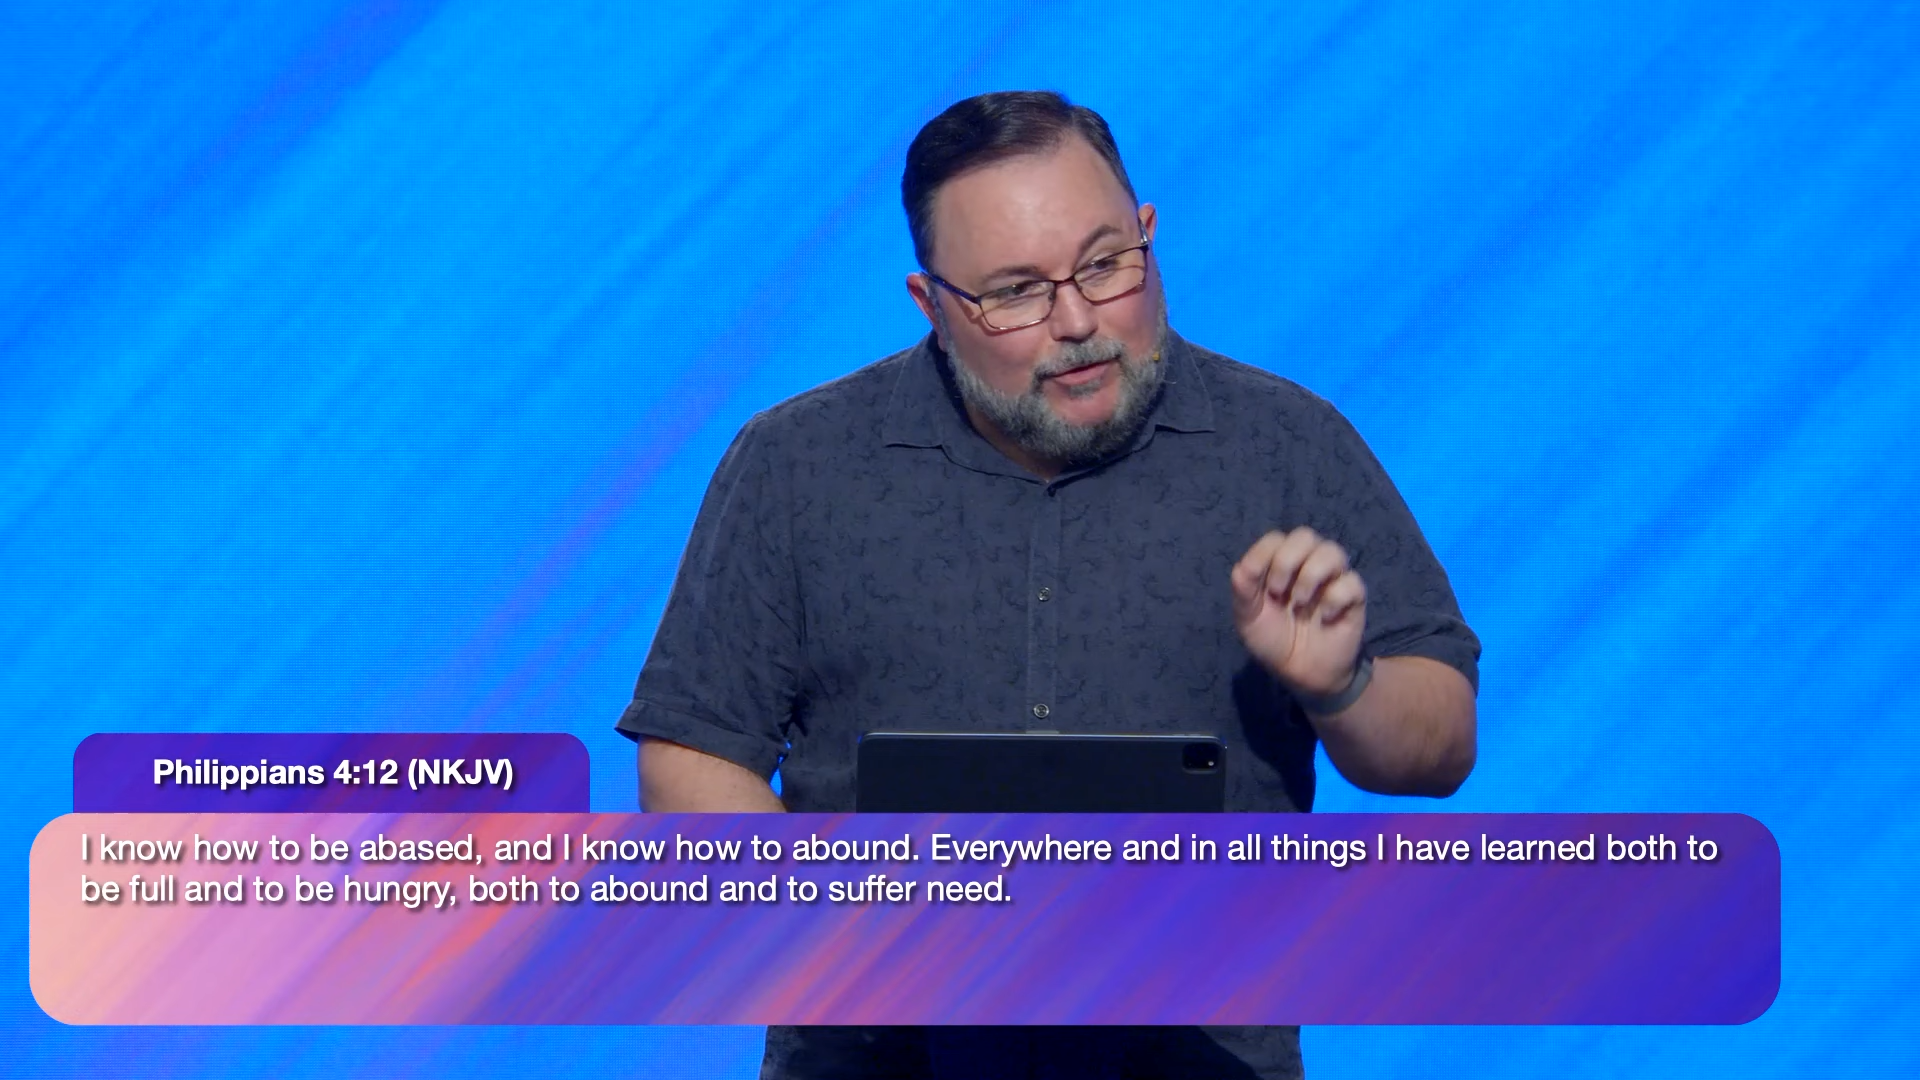 Philippians 4:12 (NKJV)
I know how to be abased, and I know how to abound. Everywhere and in all things I have learned both to
be full and to be hungry, both to abound and to suffer need.